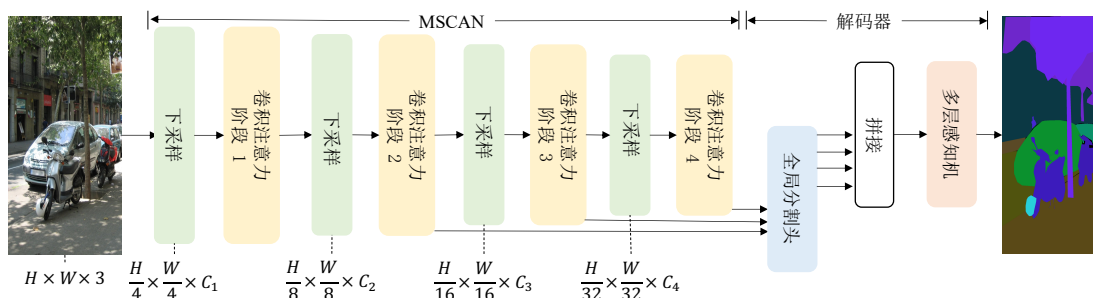 MSCAN
解码器
下采样
卷积注意力
阶段 1
下采样
卷积注意力
阶段 2
下采样
卷积注意力
阶段 3
下采样
卷积注意力
阶段 4
全局分割头
拼接
多层感知机
H × W × 3
H/4 × W/4 × C₁
H/8 × W/8 × C₂
H/16 × W/16 × C₃
H/32 × W/32 × C₄